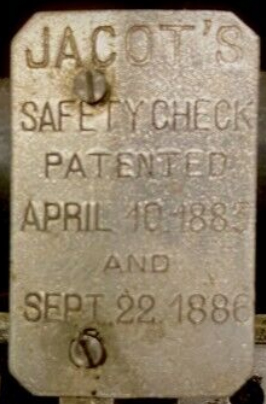 JACOT'S
SAFETY CHECK
PATENTED
APRIL 10.1883
AND
SEPT. 22.1886